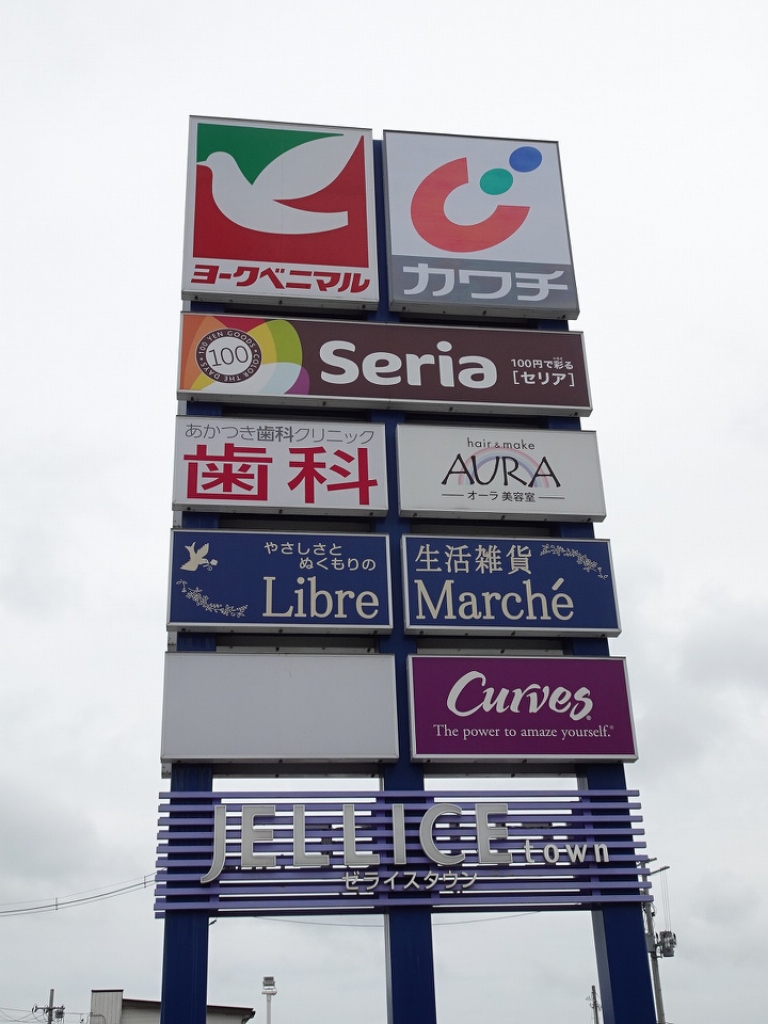 ヨークベニマル
カワチ
100 YEN GOODS・COLOR THE DAYS
100
Seria
100円で彩る
[セリア]
あかつき歯科クリニック
歯科
hair & make
AURA
オーラ 美容室
やさしさと
ぬくもりの
Libre
生活雑貨
Marché
Curves
The power to amaze yourself.®
JELLICE town
ゼライスタウン